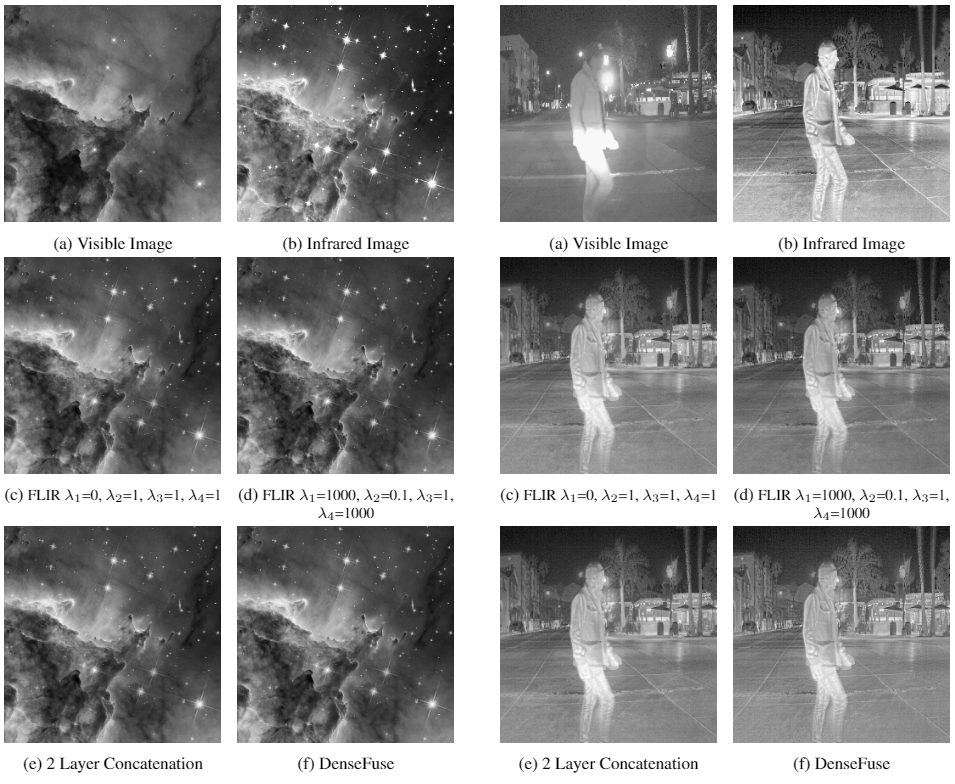 (a) Visible Image
(b) Infrared Image
(a) Visible Image
(b) Infrared Image
(c) FLIR λ₁=0, λ₂=1, λ₃=1, λ₄=1
(d) FLIR λ₁=1000, λ₂=0.1, λ₃=1,
λ₄=1000
(c) FLIR λ₁=0, λ₂=1, λ₃=1, λ₄=1
(d) FLIR λ₁=1000, λ₂=0.1, λ₃=1,
λ₄=1000
(e) 2 Layer Concatenation
(f) DenseFuse
(e) 2 Layer Concatenation
(f) DenseFuse